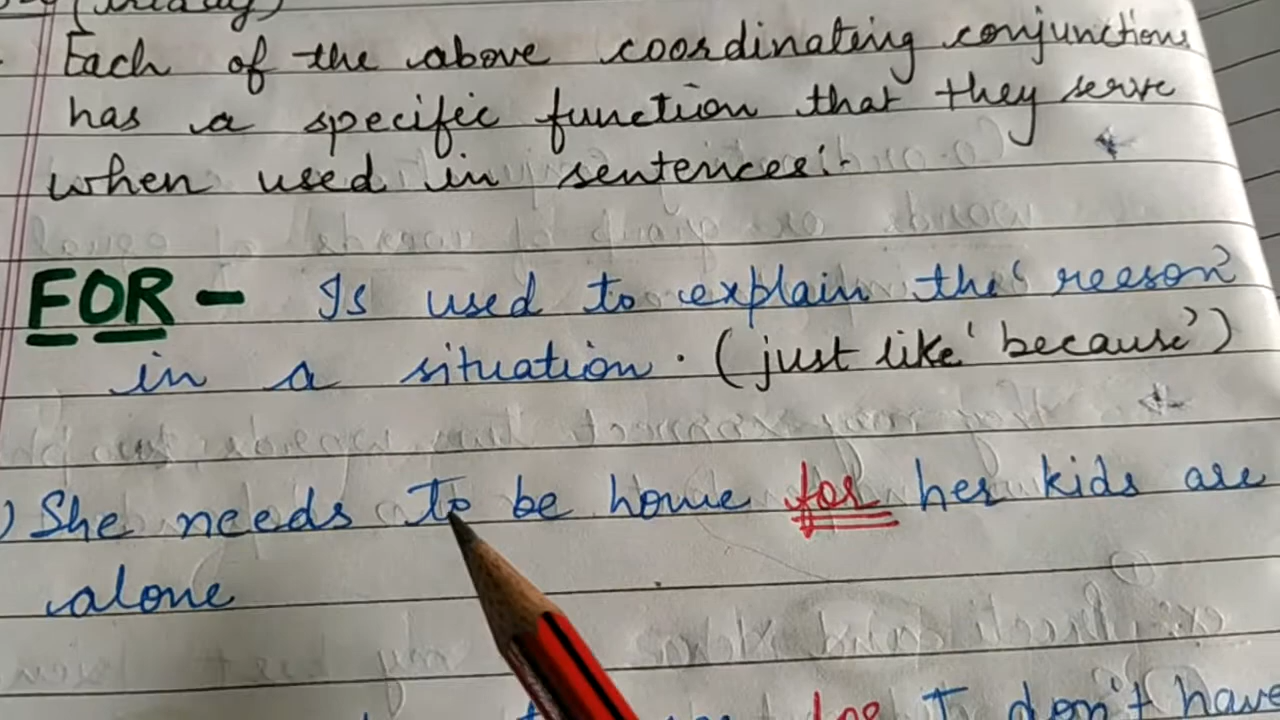 Each of the above coordinating conjunctions
has a specific function that they serve
when used in sentences:-
FOR - Is used to explain the 'reason'
in a situation. (just like 'because')
) She needs to be home for her kids are
alone
I don't have